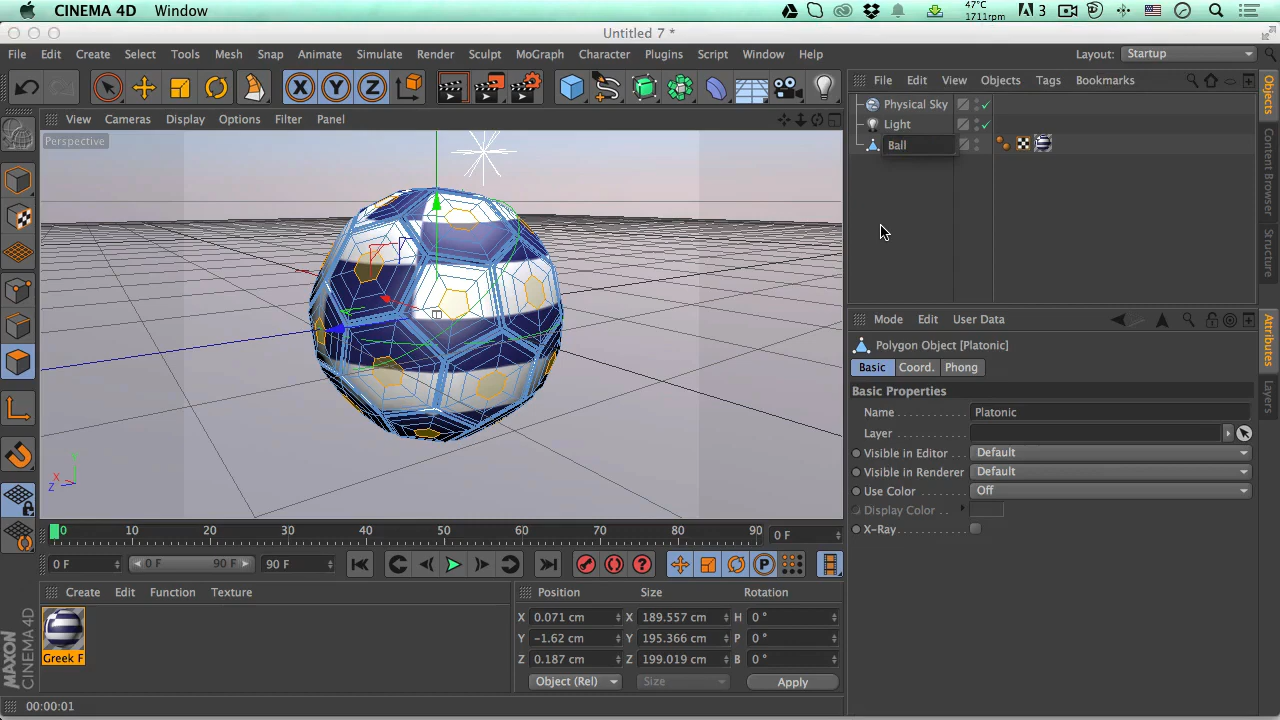 CINEMA 4D Window
47°C
1711rpm
3
Untitled 7 *
File Edit Create Select Tools Mesh Snap Animate Simulate Render Sculpt MoGraph Character Plugins Script Window Help
Layout: Startup
X Y Z
File Edit View Objects Tags Bookmarks
View Cameras Display Options Filter Panel
Perspective
Physical Sky
Light
Ball
Objects
Content Browser
Structure
Mode Edit User Data
Polygon Object [Platonic]
Basic Coord. Phong
Basic Properties
Name Platonic
Layer
Visible in Editor Default
Visible in Renderer Default
Use Color Off
Display Color
X-Ray
Attributes
Layers
Y
X
Z
0 10 20 30 40 50 60 70 80 90 0 F
0 F 0 F 90 F 90 F
P
Create Edit Function Texture
Greek F
Position Size Rotation
X 0.071 cm X 189.557 cm H 0 °
Y -1.62 cm Y 195.366 cm P 0 °
Z 0.187 cm Z 199.019 cm B 0 °
Object (Rel) Size Apply
MAXON
CINEMA 4D
00:00:01